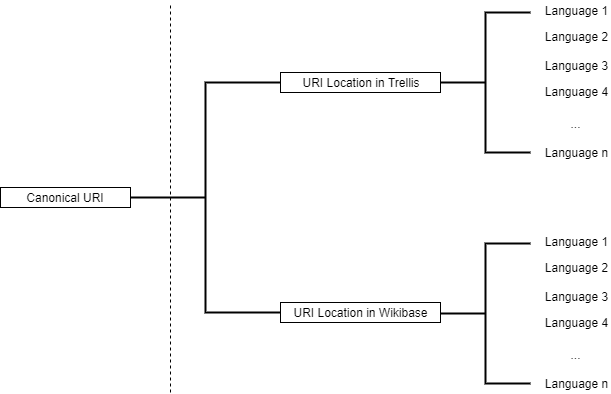 Language 1
Language 2
Language 3
URI Location in Trellis
Language 4
...
Language n
Canonical URI
Language 1
Language 2
Language 3
URI Location in Wikibase
Language 4
...
Language n